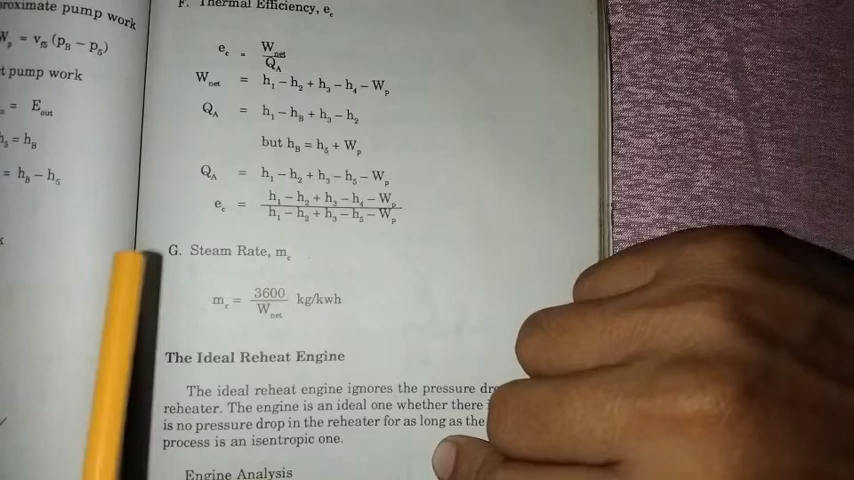 proximate pump work
W_p = v_f5 (p_B – p_5)
t pump work
= E_out
h_5 = h_B
= h_B – h_5
F. Thermal Efficiency, e_c
e_c = W_net / Q_A
W_net = h_1 – h_2 + h_3 – h_4 – W_p
Q_A = h_1 – h_B + h_3 – h_2
but h_B = h_5 + W_p
Q_A = h_1 – h_2 + h_3 – h_5 – W_p
e_c = h_1 – h_2 + h_3 – h_4 – W_p / h_1 – h_2 + h_3 – h_5 – W_p
G. Steam Rate, m_c
m_c = 3600 / W_net kg/kwh
The Ideal Reheat Engine
The ideal reheat engine ignores the pressure
reheater. The engine is an ideal one whether there
is no pressure drop in the reheater for as long as the
process is an isentropic one.
Engine Analysis